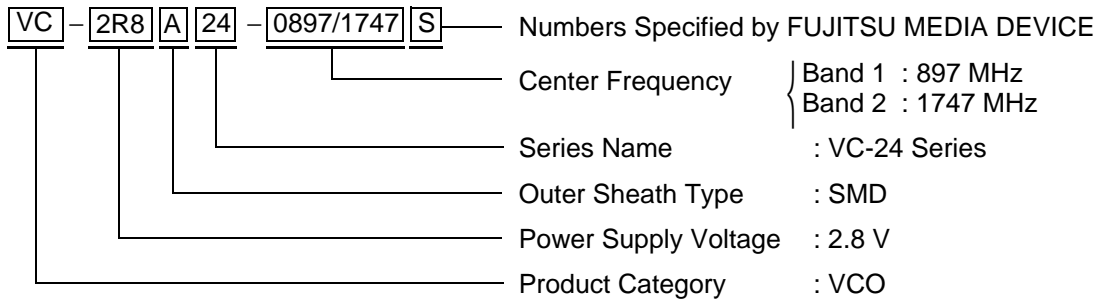 VC – 2R8 A 24 – 0897/1747 S Numbers Specified by FUJITSU MEDIA DEVICE
Center Frequency Band 1 : 897 MHz
Band 2 : 1747 MHz
Series Name : VC-24 Series
Outer Sheath Type : SMD
Power Supply Voltage : 2.8 V
Product Category : VCO